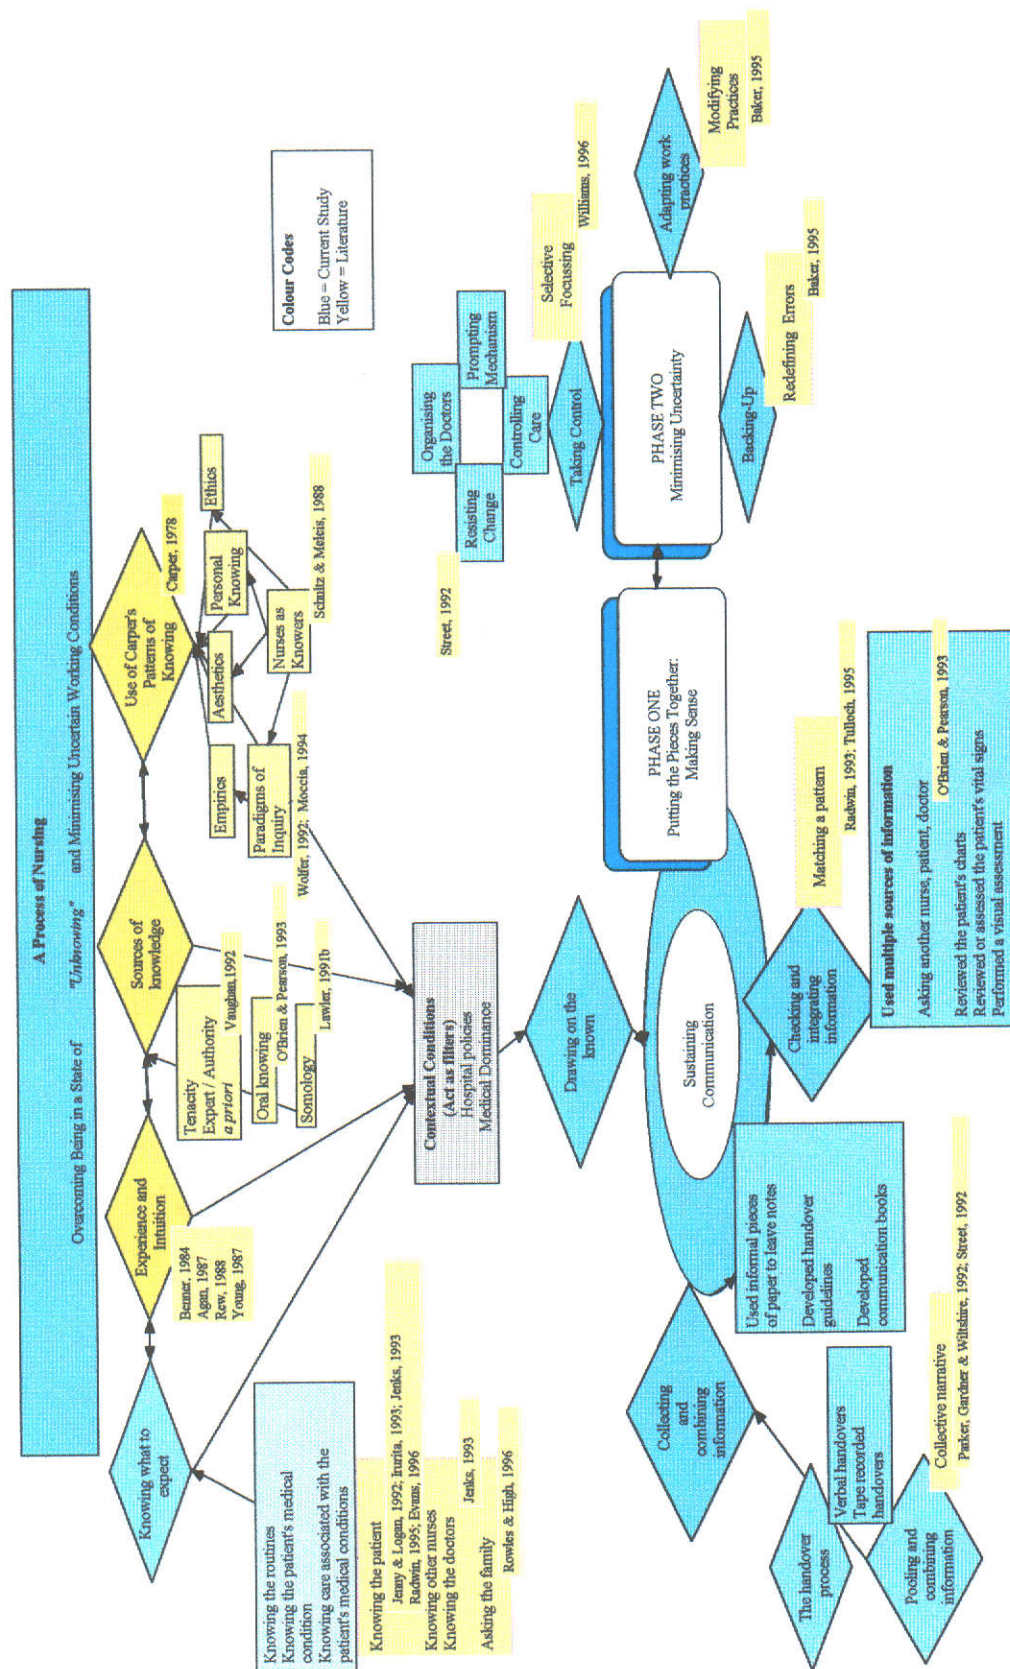 A Process of Nursing
Overcoming Being in a State of "Unknowing" and Minimising Uncertain Working Conditions
Knowing what to
expect
Experience and
Intuition
Sources of
knowledge
Use of Carper's
Patterns of
Knowing
Carper, 1978
Benner, 1984
Agan, 1987
Rew, 1988
Young, 1987
Tenacity
Expert / Authority
a priori
Vaughan, 1992
Oral knowing
O'Brien & Pearson, 1993
Somology
Lawler, 1991b
Empirics
Aesthetics
Personal
Knowing
Ethics
Paradigms of
Inquiry
Nurses as
Knowers
Schultz & Meleis, 1988
Wolfer, 1992; Moccia, 1994
Colour Codes
Blue = Current Study
Yellow = Literature
Knowing the routines
Knowing the patient's medical
condition
Knowing care associated with the
patient's medical conditions
Knowing the patient
Jenny & Logan, 1992; Irurita, 1993; Jenks, 1993
Radwin, 1995; Evans, 1996
Knowing other nurses
Knowing the doctors
Jenks, 1993
Asking the family
Rowles & High, 1996
Contextual Conditions
(Act as filters)
Hospital policies
Medical Dominance
Drawing on the
known
Street, 1992
Organising
the Doctors
Resisting
Change
Prompting
Mechanism
Controlling
Care
Taking Control
Selective
Focussing
Williams, 1996
Sustaining
Communication
PHASE ONE
Putting the Pieces Together:
Making Sense
PHASE TWO
Minimising Uncertainty
Adapting work
practices
Modifying
Practices
Baker, 1995
Backing-Up
Redefining Errors
Baker, 1995
Collecting
and
combining
information
Used informal pieces
of paper to leave notes
Developed handover
guidelines
Developed
communication books
Checking and
integrating
information
Matching a pattern
Radwin, 1993; Tulloch, 1995
Used multiple sources of information
Asking another nurse, patient, doctor
O'Brien & Pearson, 1993
Reviewed the patient's charts
Reviewed or assessed the patient's vital signs
Performed a visual assessment
The handover
process
Verbal handovers
Tape recorded
handovers
Pooling and
combining
information
Collective narrative
Parker, Gardner & Wiltshire, 1992; Street, 1992